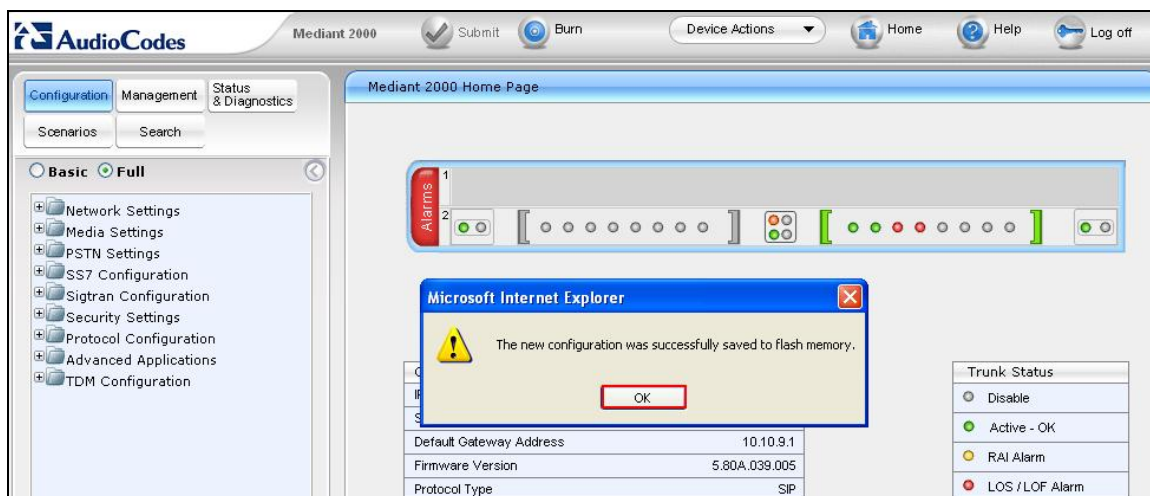 AudioCodes
Mediant 2000
Submit
Burn
Device Actions
Home
Help
Log off
Configuration
Management
Status
& Diagnostics
Scenarios
Search
Basic
Full
Network Settings
Media Settings
PSTN Settings
SS7 Configuration
Sigtran Configuration
Security Settings
Protocol Configuration
Advanced Applications
TDM Configuration
Mediant 2000 Home Page
Alarms
1
2
Microsoft Internet Explorer
The new configuration was successfully saved to flash memory.
OK
Default Gateway Address 10.10.9.1
Firmware Version 5.80A.039.005
Protocol Type SIP
Trunk Status
Disable
Active - OK
RAI Alarm
LOS / LOF Alarm